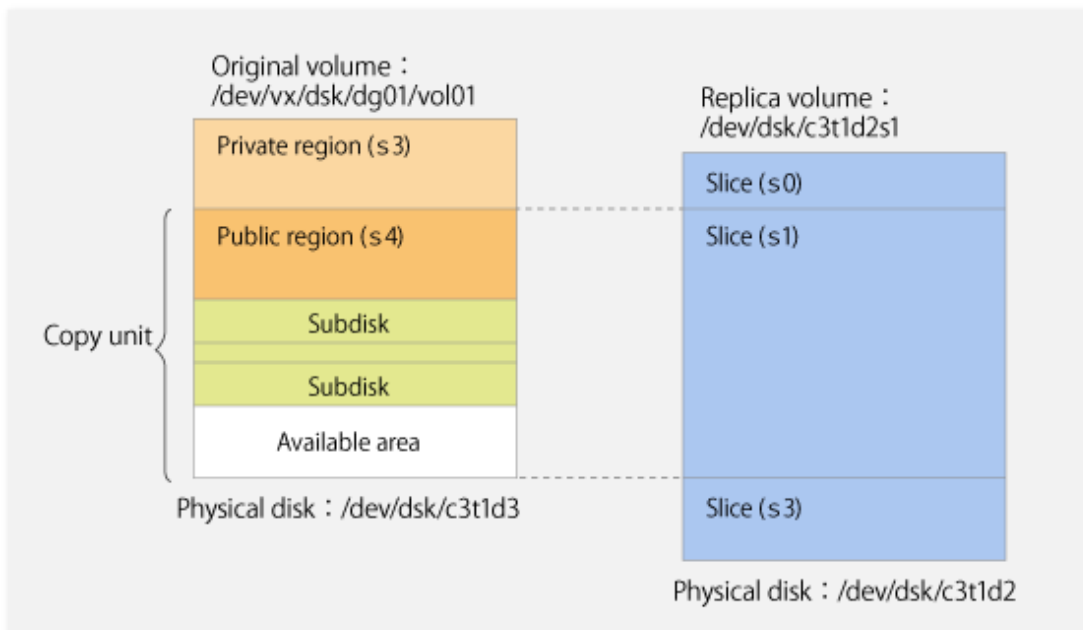 Original volume：
/dev/vx/dsk/dg01/vol01
Private region (s3)
Public region (s4)
Subdisk
Subdisk
Available area
Copy unit
Physical disk：/dev/dsk/c3t1d3
Replica volume：
/dev/dsk/c3t1d2s1
Slice (s0)
Slice (s1)
Slice (s3)
Physical disk：/dev/dsk/c3t1d2